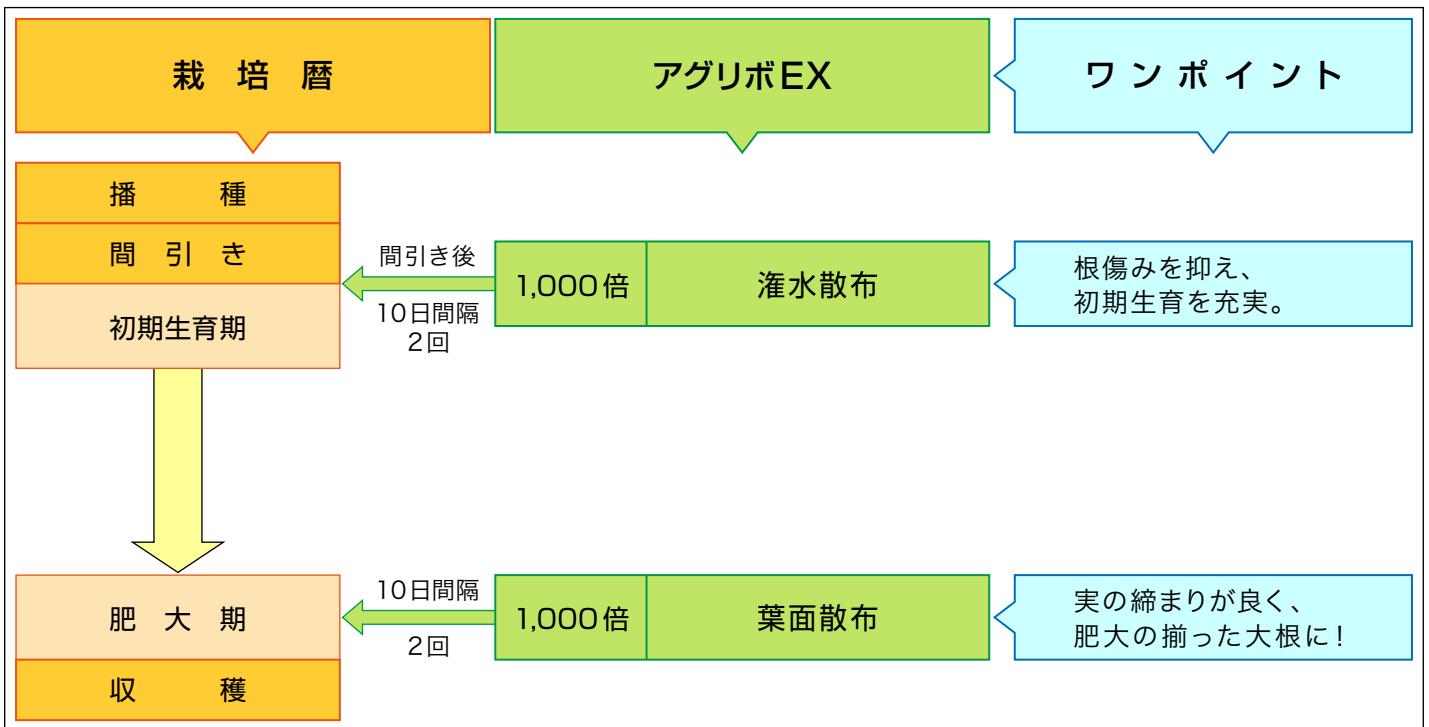 栽培暦
アグリボEX
ワンポイント
播種
間引き
初期生育期
間引き後
10日間隔
2回
1,000倍
潅水散布
根傷みを抑え、
初期生育を充実。
肥大期
収穫
10日間隔
2回
1,000倍
葉面散布
実の締まりが良く、
肥大の揃った大根に！